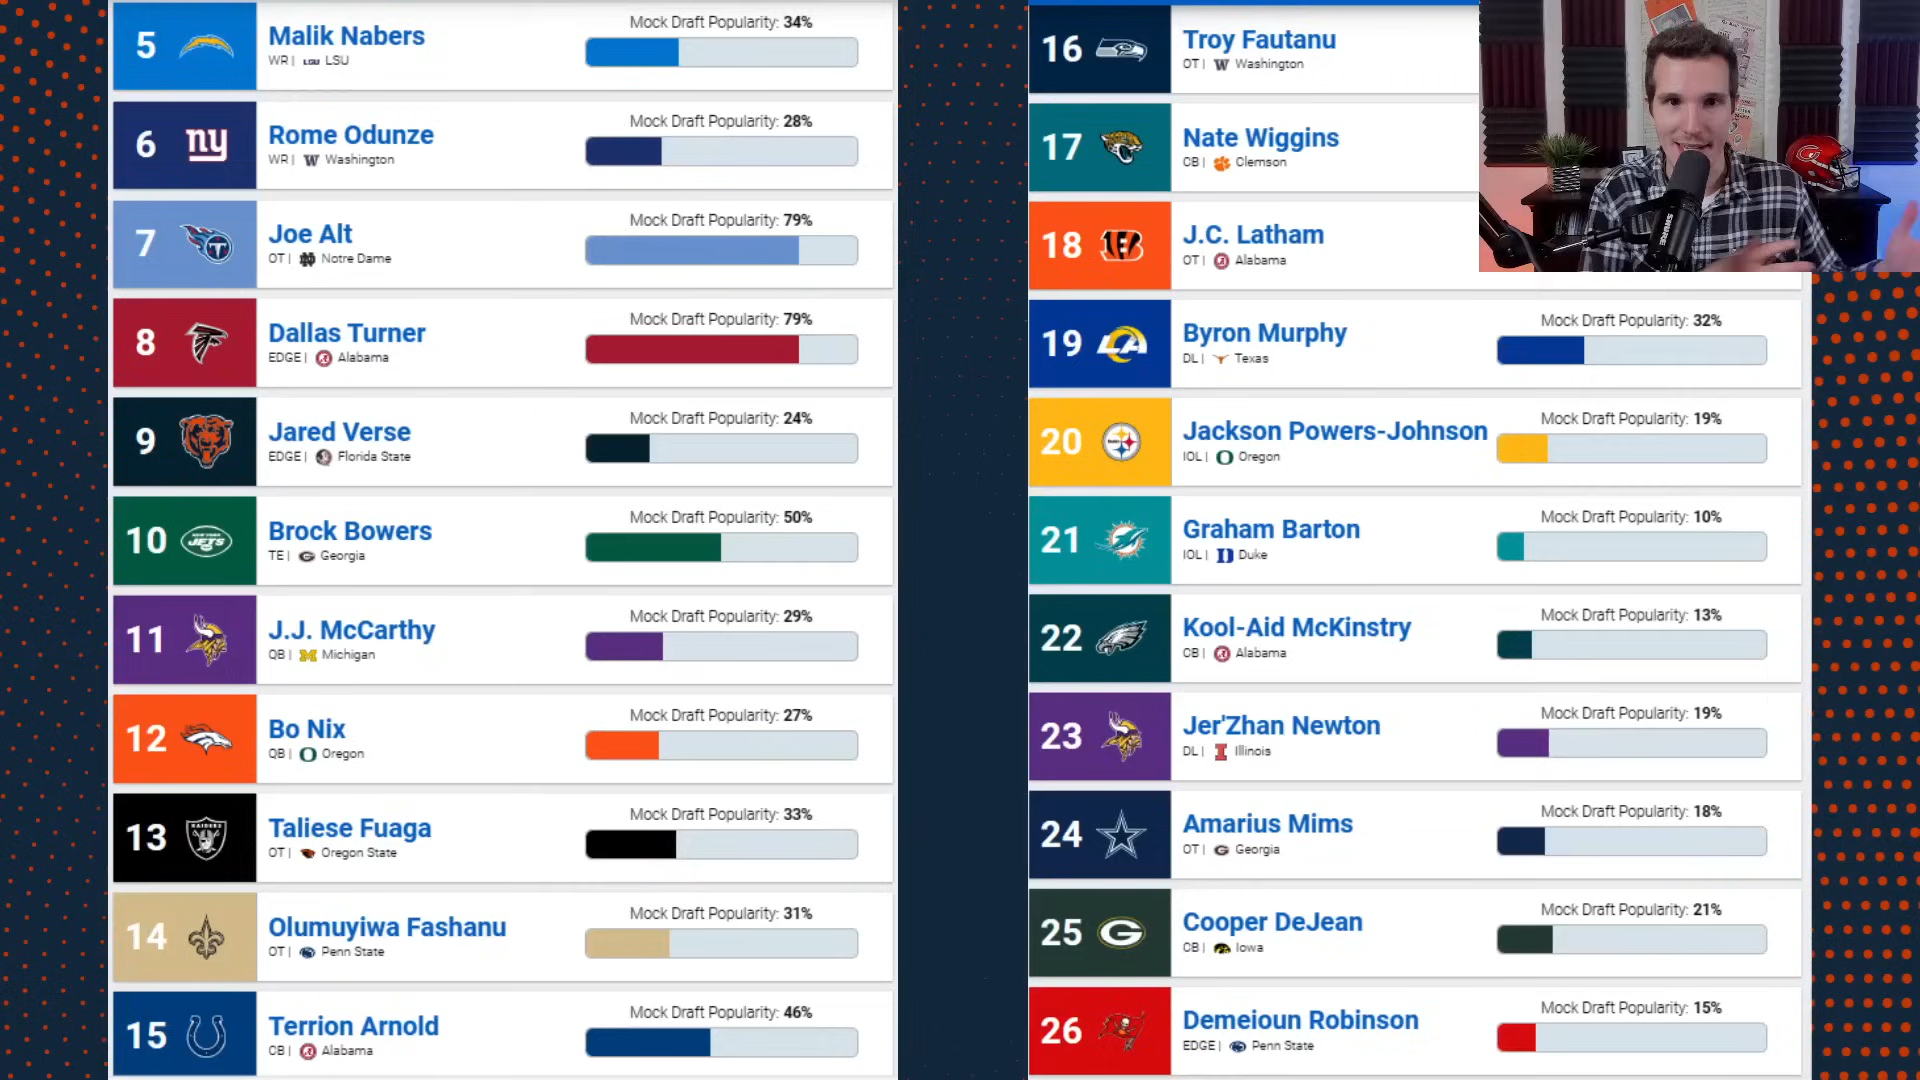 5
Malik Nabers
WR | LSU LSU
Mock Draft Popularity: 34%
6 ny
Rome Odunze
WR | W Washington
Mock Draft Popularity: 28%
7 T
Joe Alt
OT | ND Notre Dame
Mock Draft Popularity: 79%
8
Dallas Turner
EDGE | A Alabama
Mock Draft Popularity: 79%
9
Jared Verse
EDGE | Florida State
Mock Draft Popularity: 24%
10 NEW YORK JETS
Brock Bowers
TE | G Georgia
Mock Draft Popularity: 50%
11
J.J. McCarthy
QB | M Michigan
Mock Draft Popularity: 29%
12
Bo Nix
QB | O Oregon
Mock Draft Popularity: 27%
13 RAIDERS
Taliese Fuaga
OT | Oregon State
Mock Draft Popularity: 33%
14
Olumuyiwa Fashanu
OT | Penn State
Mock Draft Popularity: 31%
15
Terrion Arnold
CB | A Alabama
Mock Draft Popularity: 46%
16
Troy Fautanu
OT | W Washington
17
Nate Wiggins
CB | Clemson
18 B
J.C. Latham
OT | A Alabama
19 LA
Byron Murphy
DL | Texas
Mock Draft Popularity: 32%
20 Steelers
Jackson Powers-Johnson
IOL | O Oregon
Mock Draft Popularity: 19%
21
Graham Barton
IOL | D Duke
Mock Draft Popularity: 10%
22
Kool-Aid McKinstry
CB | A Alabama
Mock Draft Popularity: 13%
23
Jer'Zhan Newton
DL | I Illinois
Mock Draft Popularity: 19%
24
Amarius Mims
OT | G Georgia
Mock Draft Popularity: 18%
25 G
Cooper DeJean
CB | Iowa
Mock Draft Popularity: 21%
26
Demeioun Robinson
EDGE | Penn State
Mock Draft Popularity: 15%
SHURE
G